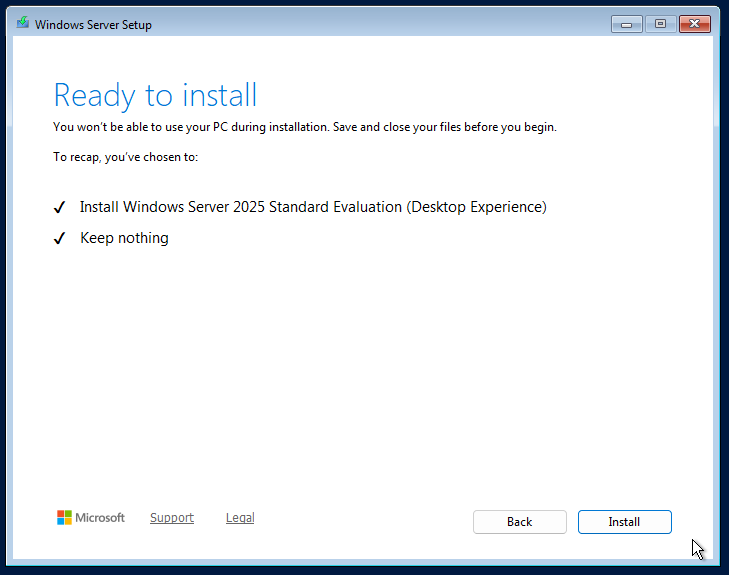 Windows Server Setup
Ready to install
You won't be able to use your PC during installation. Save and close your files before you begin.
To recap, you've chosen to:
✓ Install Windows Server 2025 Standard Evaluation (Desktop Experience)
✓ Keep nothing
Microsoft Support Legal Back Install